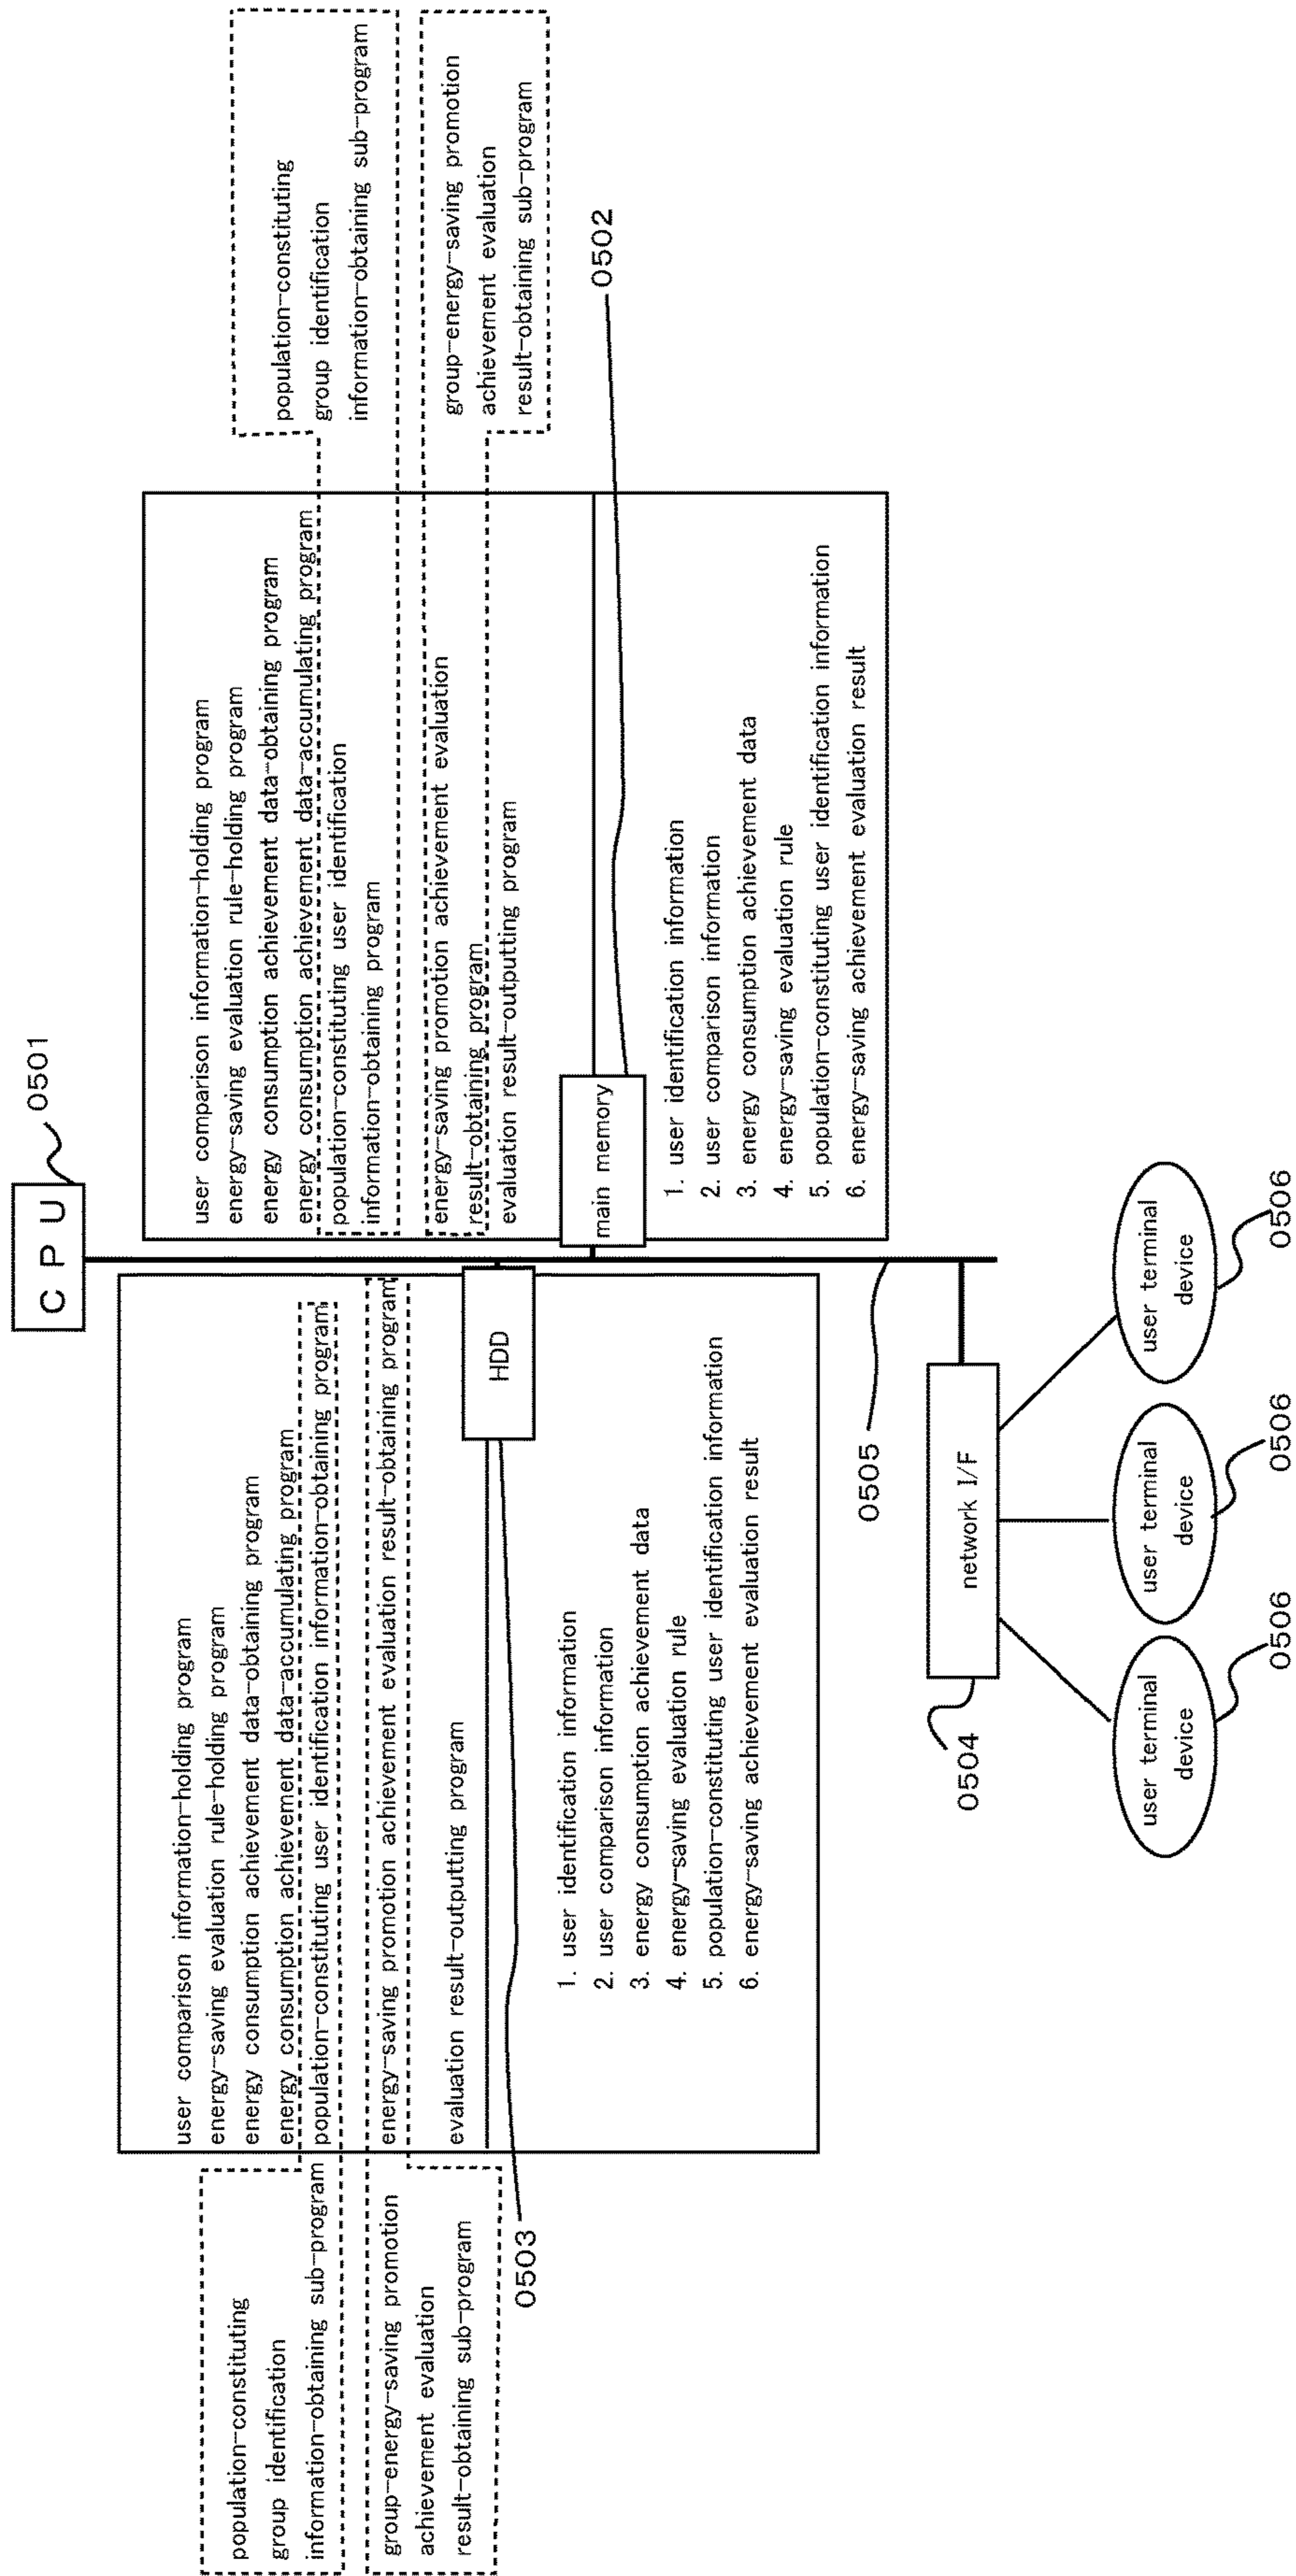 CPU
0501
population-constituting
group identification
information-obtaining sub-program
group-energy-saving promotion
achievement evaluation
result-obtaining sub-program
0503
user comparison information-holding program
energy-saving evaluation rule-holding program
energy consumption achievement data-obtaining program
energy consumption achievement data-accumulating program
population-constituting user identification information-obtaining program
energy-saving promotion achievement evaluation result-obtaining program
evaluation result-outputting program
HDD
1. user identification information
2. user comparison information
3. energy consumption achievement data
4. energy-saving evaluation rule
5. population-constituting user identification information
6. energy-saving achievement evaluation result
user comparison information-holding program
energy-saving evaluation rule-holding program
energy consumption achievement data-obtaining program
energy consumption achievement data-accumulating program
population-constituting user identification
information-obtaining program
energy-saving promotion achievement evaluation
result-obtaining program
evaluation result-outputting program
main memory
1. user identification information
2. user comparison information
3. energy consumption achievement data
4. energy-saving evaluation rule
5. population-constituting user identification information
6. energy-saving achievement evaluation result
population-constituting
group identification
information-obtaining sub-program
group-energy-saving promotion
achievement evaluation
result-obtaining sub-program
0502
0505
0504
network I/F
user terminal
device
0506
user terminal
device
0506
user terminal
device
0506